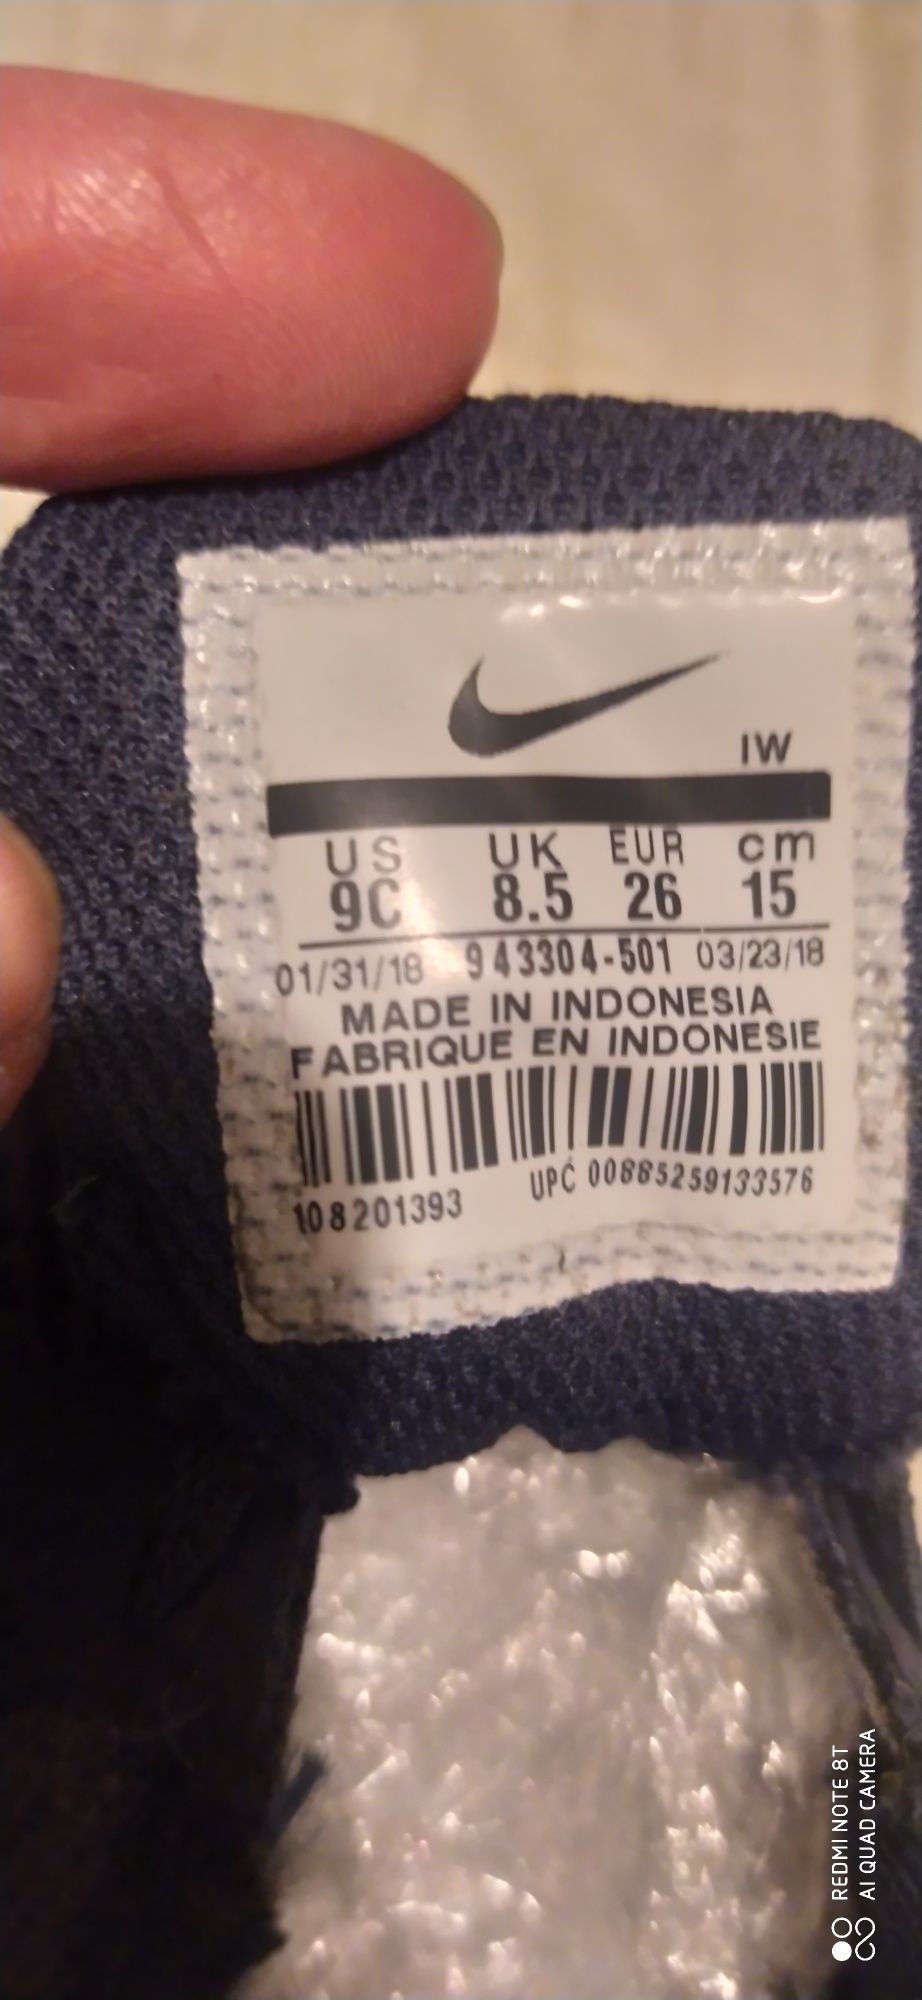 IW
US UK EUR cm
9C 8.5 26 15
01/31/18 943304-501 03/23/18
MADE IN INDONESIA
FABRIQUE EN INDONESIE
108201393 UPC 00885259133576
REDMI NOTE 8T
AI QUAD CAMERA